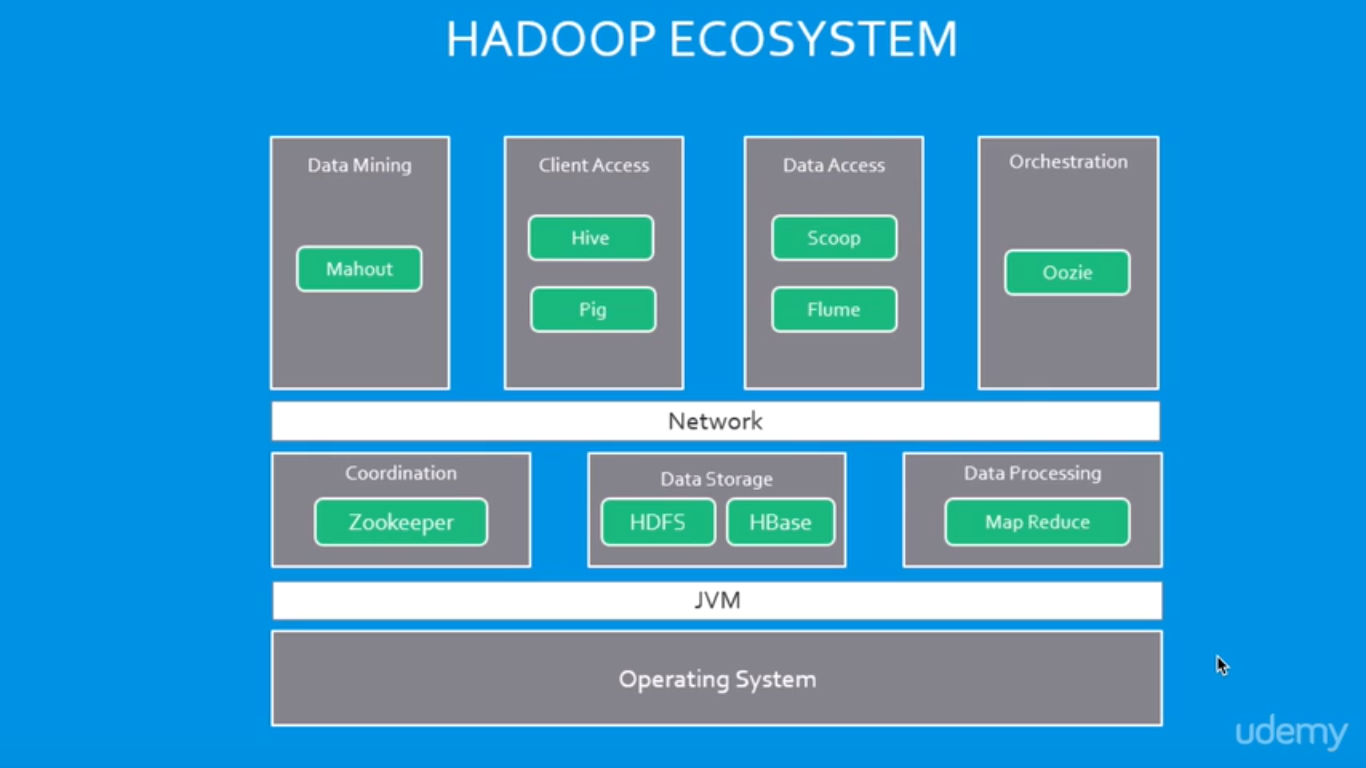 HADOOP ECOSYSTEM
Data Mining
Mahout
Client Access
Hive
Pig
Data Access
Scoop
Flume
Orchestration
Oozie
Network
Coordination
Zookeeper
Data Storage
HDFS
HBase
Data Processing
Map Reduce
JVM
Operating System
udemy